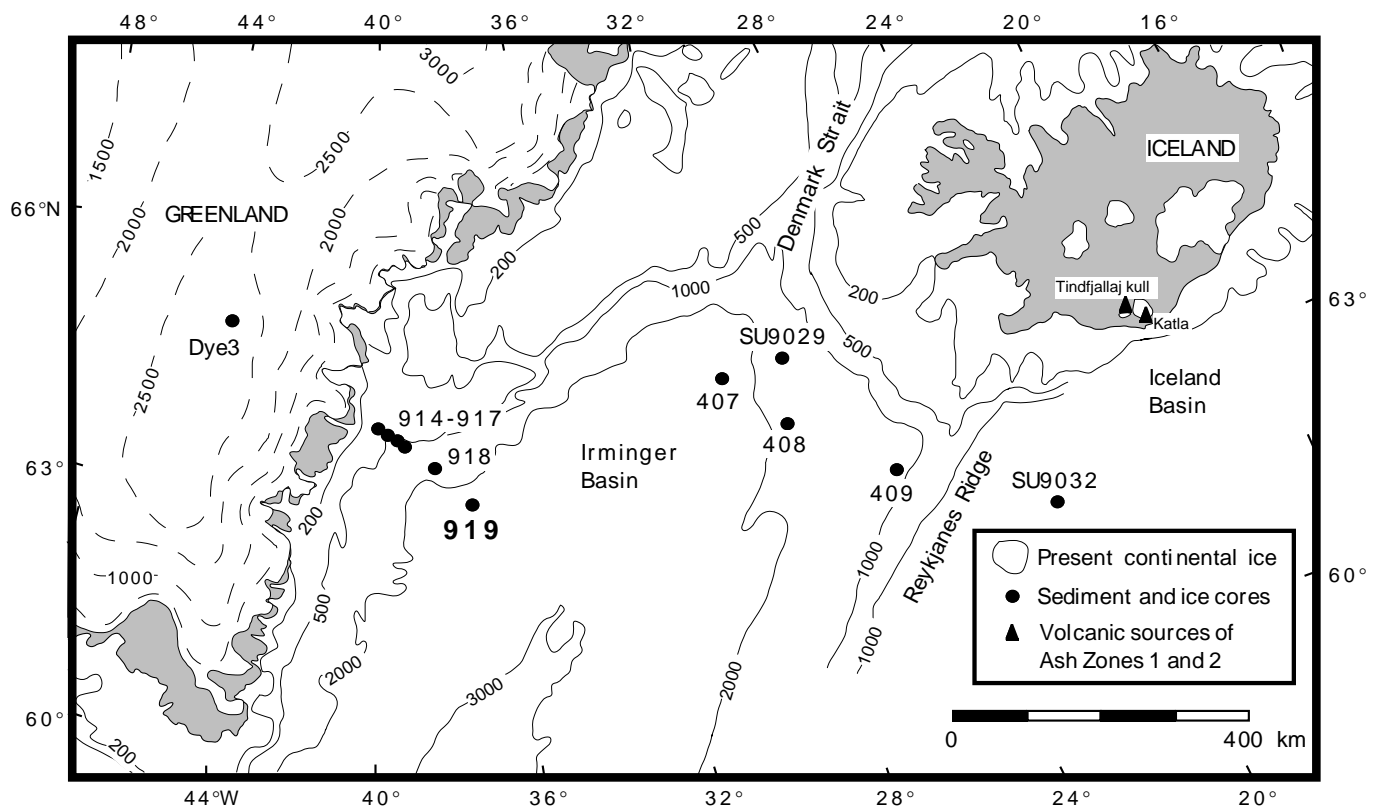 48° 44° 40° 36° 32° 28° 24° 20° 16°
3000
1500
2500
Denmark Strait
ICELAND
66°N
GREENLAND
2000
2000
500
200
1000
200
Tindfjallaj kull
63°
Katla
Dye3
SU9029
500
2500
407
Iceland
Basin
914-917
408
Irminger
Basin
918
63°
409
SU9032
200
919
Reykjanes Ridge
1000
Present continental ice
1000
60°
Sediment and ice cores
500
Volcanic sources of
Ash Zones 1 and 2
1000
2000
3000
2000
60°
200
0 400 km
44°W 40° 36° 32° 28° 24° 20°